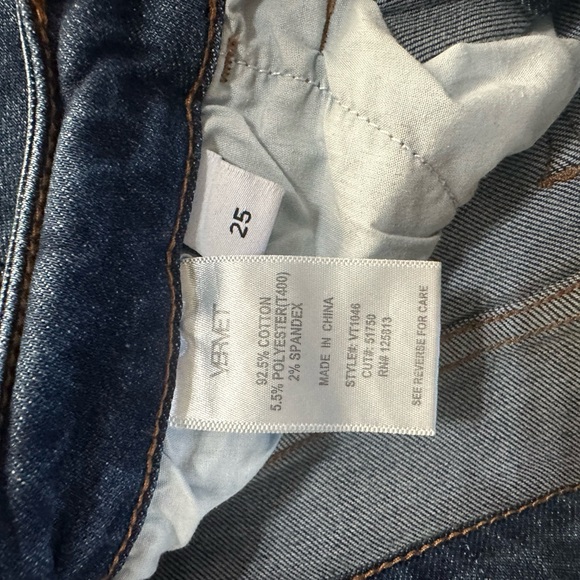 25
VERVET
92.5% COTTON
5.5% POLYESTER(T400)
2% SPANDEX
MADE IN CHINA
STYLE#: VT1046
CUT#: 51750
RN# 125813
SEE REVERSE FOR CARE